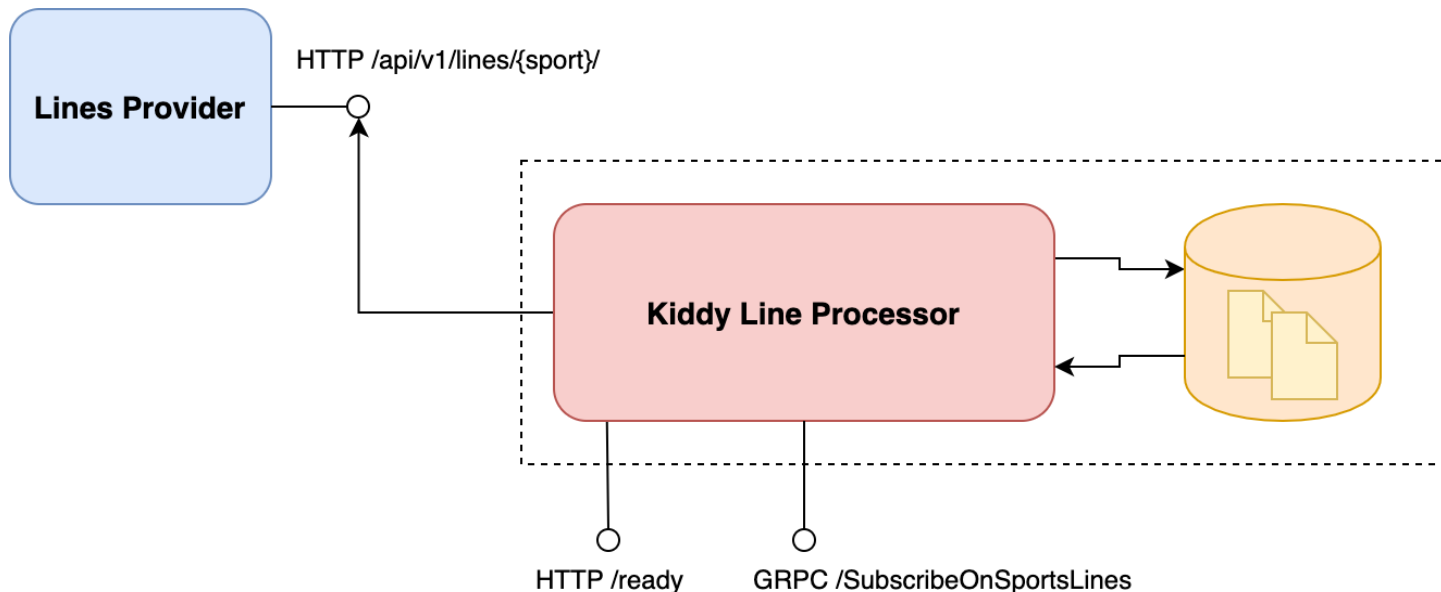 HTTP /api/v1/lines/{sport}/
Lines Provider
Kiddy Line Processor
HTTP /ready
GRPC /SubscribeOnSportsLines